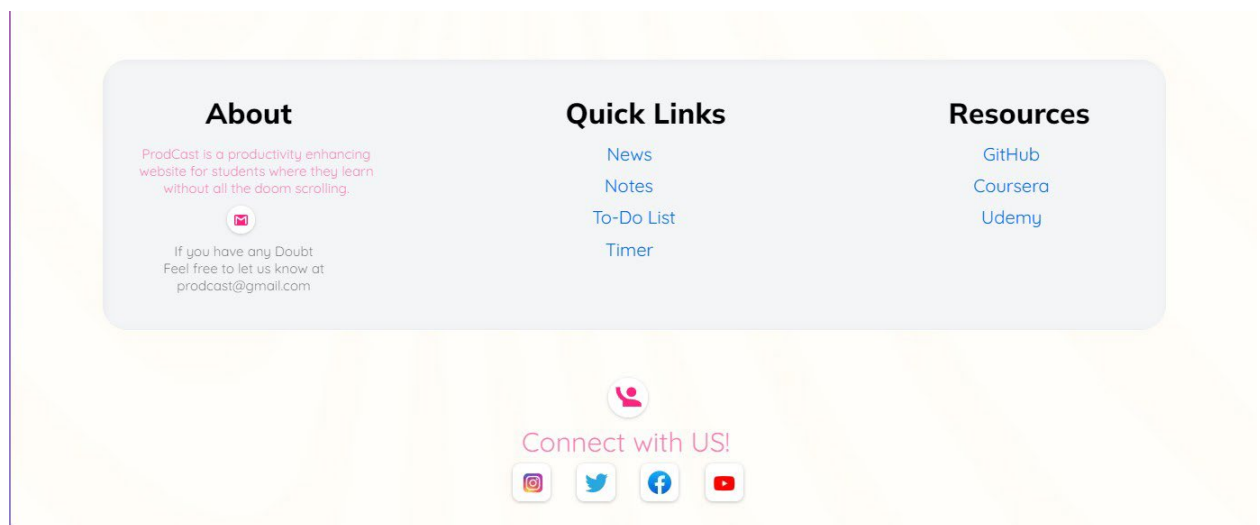 About
ProdCast is a productivity enhancing
website for students where they learn
without all the doom scrolling.
If you have any Doubt
Feel free to let us know at
prodcast@gmail.com
Quick Links
News
Notes
To-Do List
Timer
Resources
GitHub
Coursera
Udemy
Connect with US!